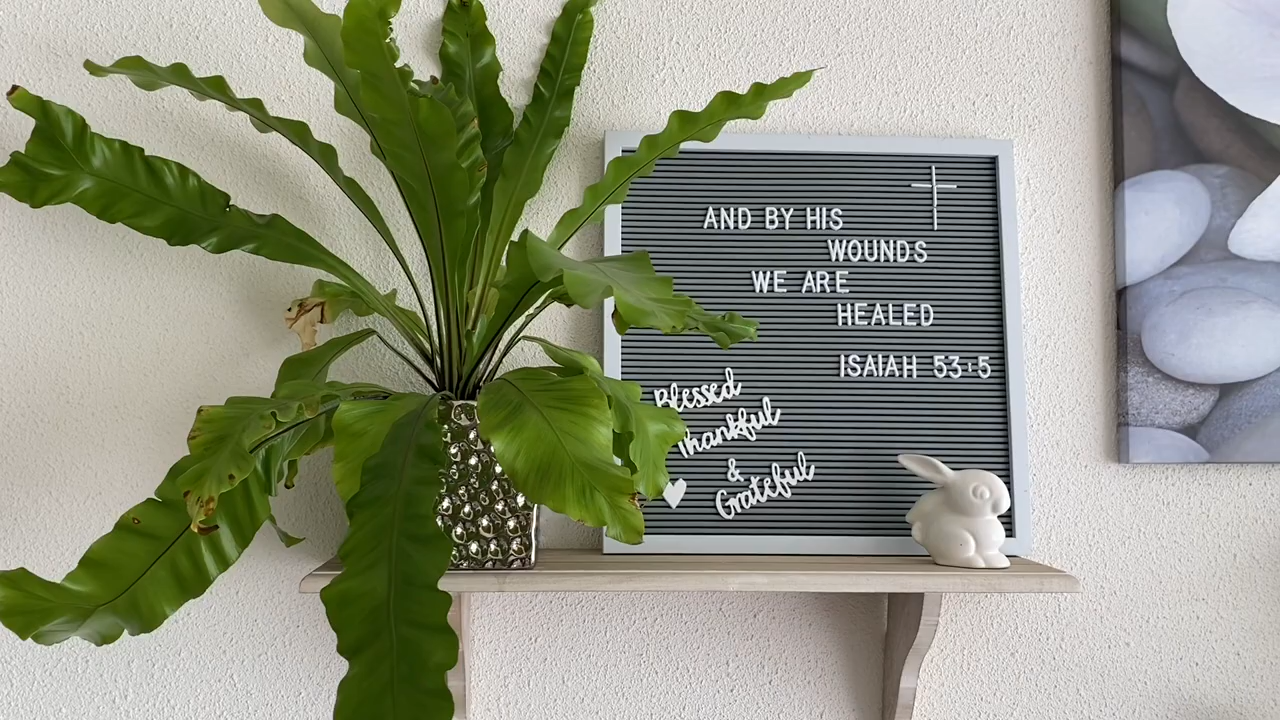 AND BY HIS
WOUNDS
WE ARE
HEALED
ISAIAH 53:5
Blessed
Thankful
&
Grateful